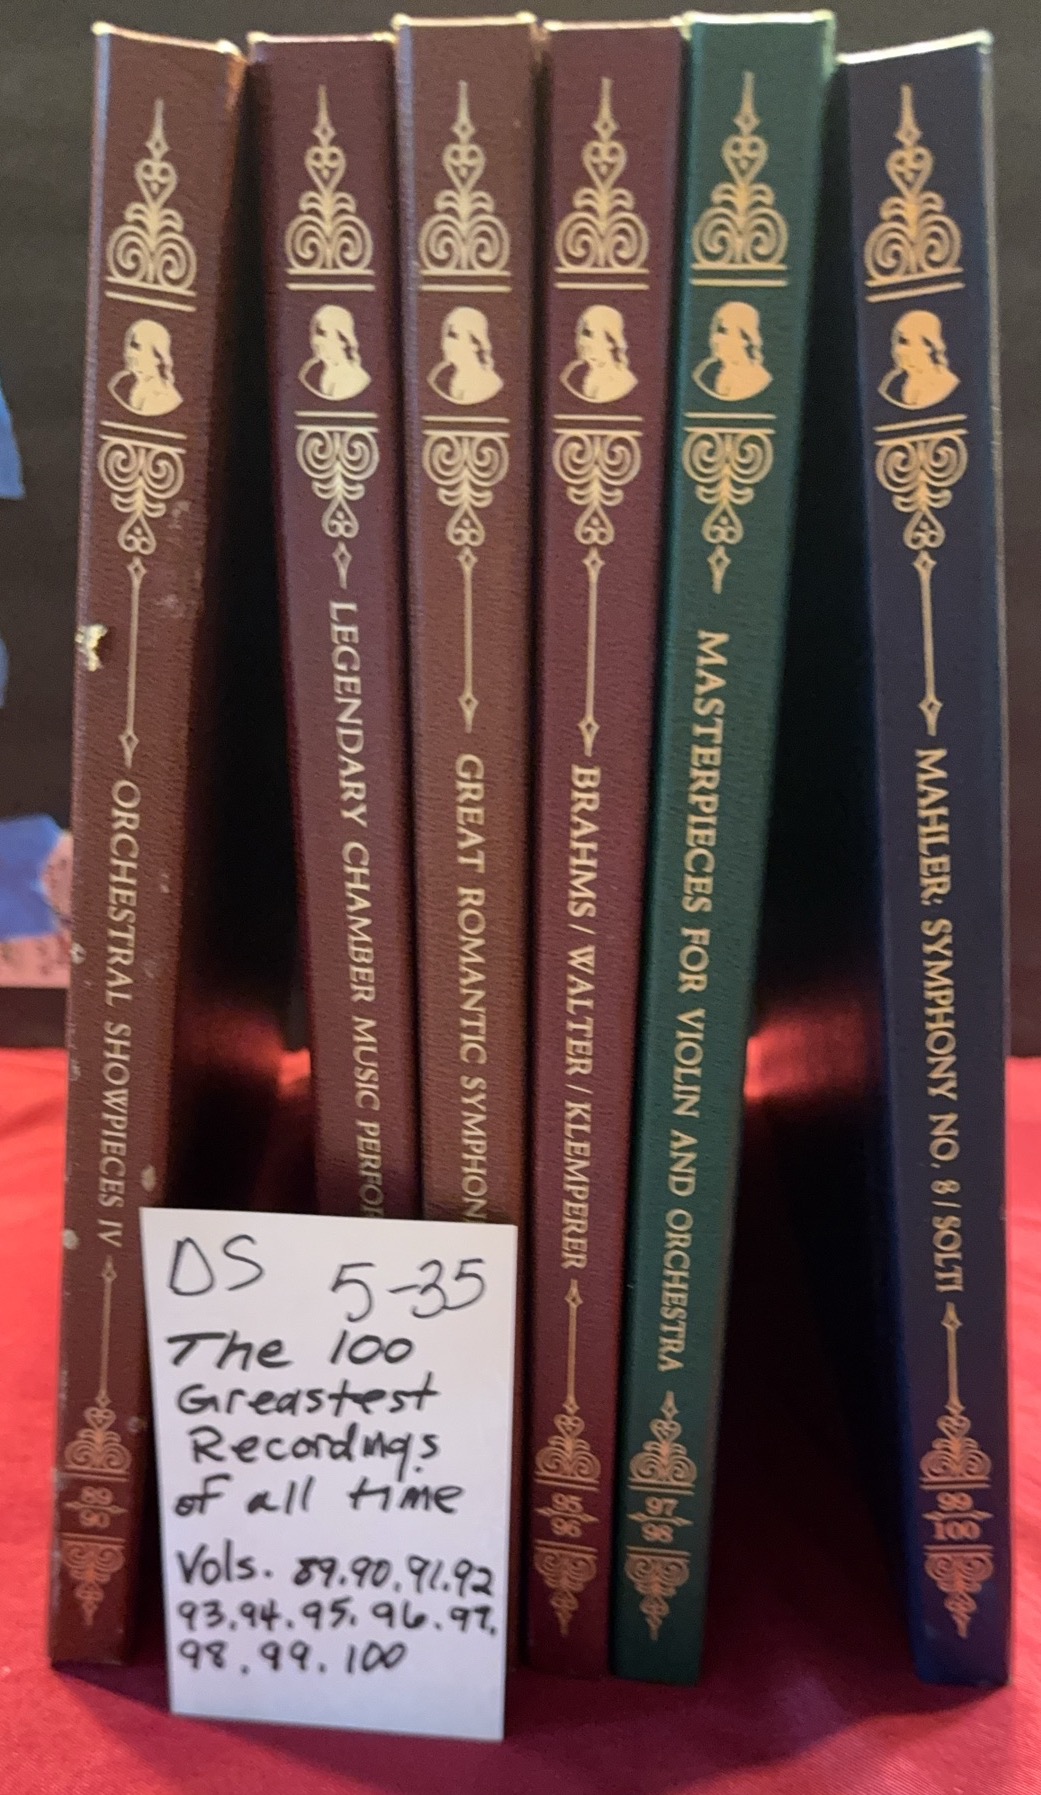 ORCHESTRAL SHOWPIECES IV
89
90
LEGENDARY CHAMBER MUSIC PERFOR
GREAT ROMANTIC SYMPHON
BRAHMS / WALTER / KLEMPERER
95
96
MASTERPIECES FOR VIOLIN AND ORCHESTRA
97
98
MAHLER: SYMPHONY NO. 8 / SOLTI
99
100
DS 5-35
The 100
Greastest
Recordings
of all time
Vols. 89.90.91.92
93.94.95.96.97.
98.99.100